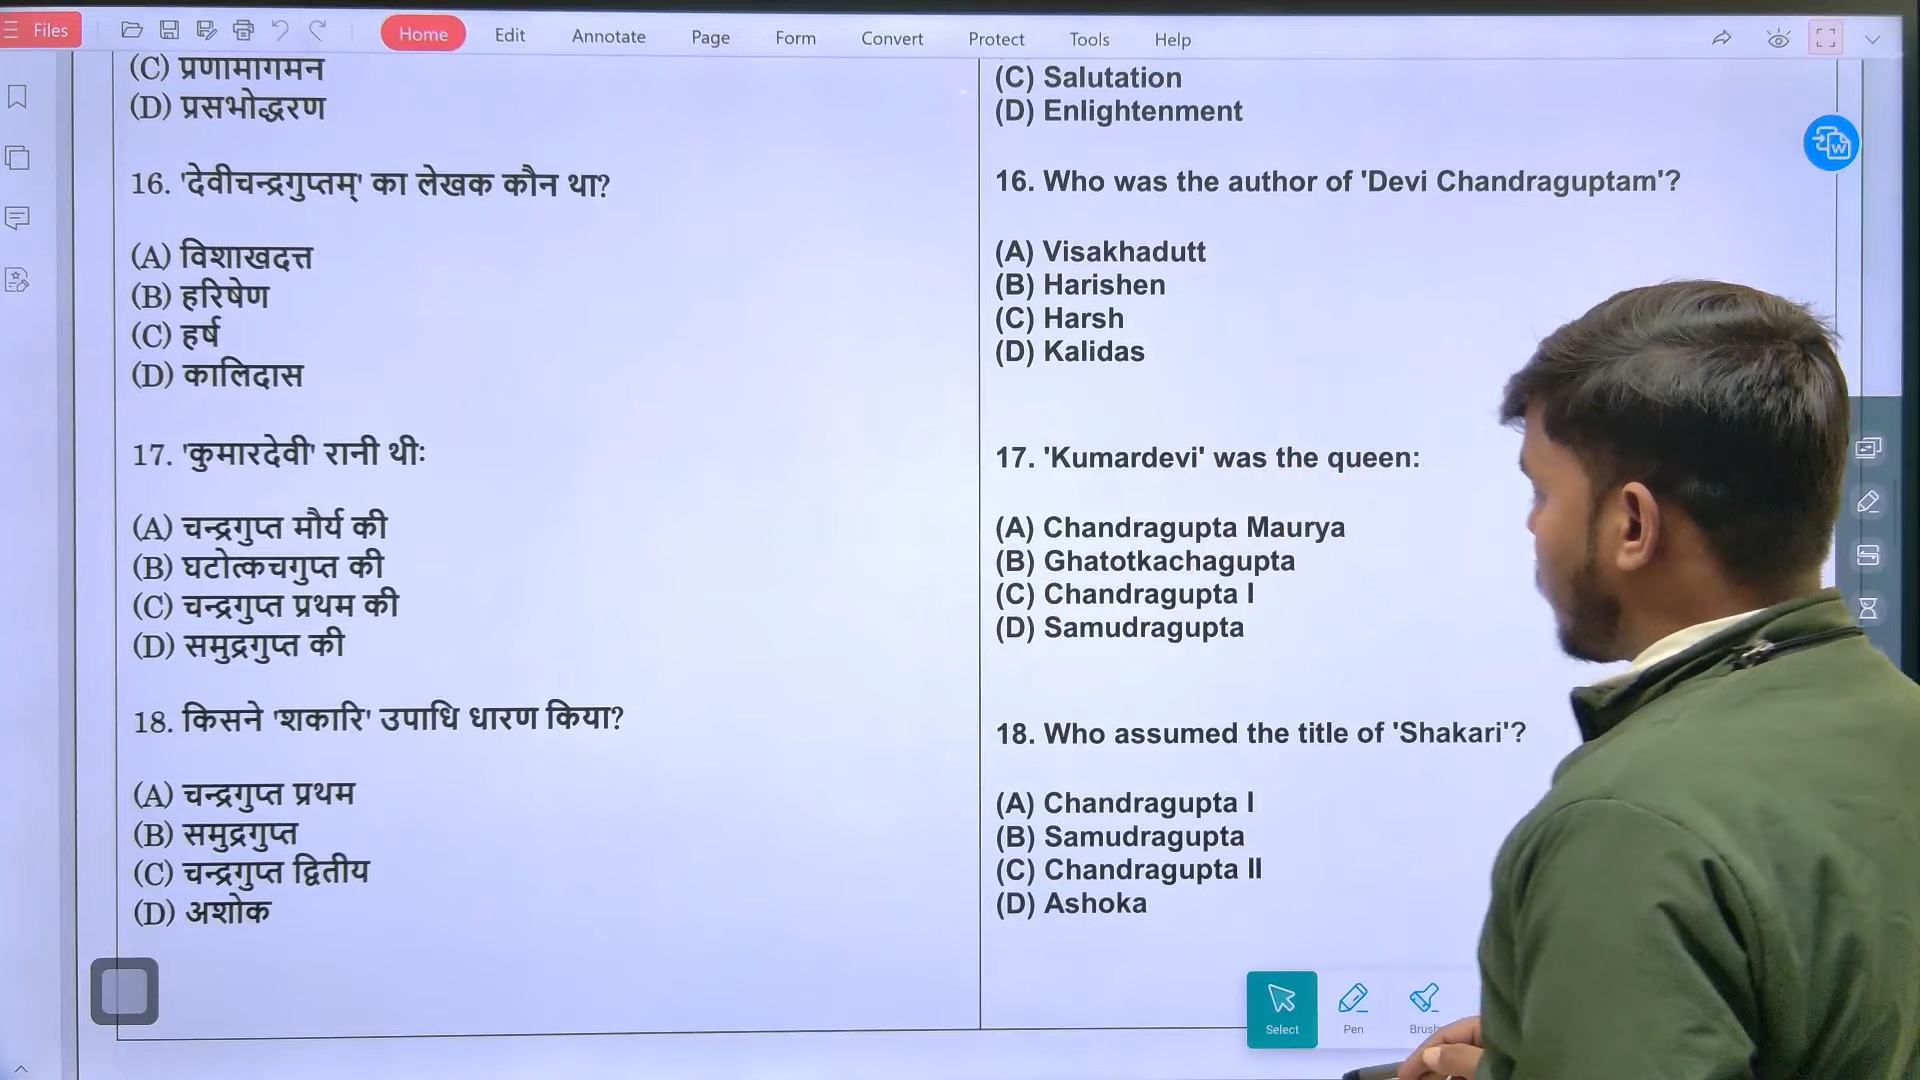 Files
Home
Edit
Annotate
Page
Form
Convert
Protect
Tools
Help
(C) प्रणामागमन
(D) प्रसभोद्धरण
16. 'देवीचन्द्रगुप्तम्' का लेखक कौन था?
(A) विशाखदत्त
(B) हरिषेण
(C) हर्ष
(D) कालिदास
17. 'कुमारदेवी' रानी थीः
(A) चन्द्रगुप्त मौर्य की
(B) घटोत्कचगुप्त की
(C) चन्द्रगुप्त प्रथम की
(D) समुद्रगुप्त की
18. किसने 'शकारि' उपाधि धारण किया?
(A) चन्द्रगुप्त प्रथम
(B) समुद्रगुप्त
(C) चन्द्रगुप्त द्वितीय
(D) अशोक
(C) Salutation
(D) Enlightenment
16. Who was the author of 'Devi Chandraguptam'?
(A) Visakhadutt
(B) Harishen
(C) Harsh
(D) Kalidas
17. 'Kumardevi' was the queen:
(A) Chandragupta Maurya
(B) Ghatotkachagupta
(C) Chandragupta I
(D) Samudragupta
18. Who assumed the title of 'Shakari'?
(A) Chandragupta I
(B) Samudragupta
(C) Chandragupta II
(D) Ashoka
W
Select
Pen
Brush